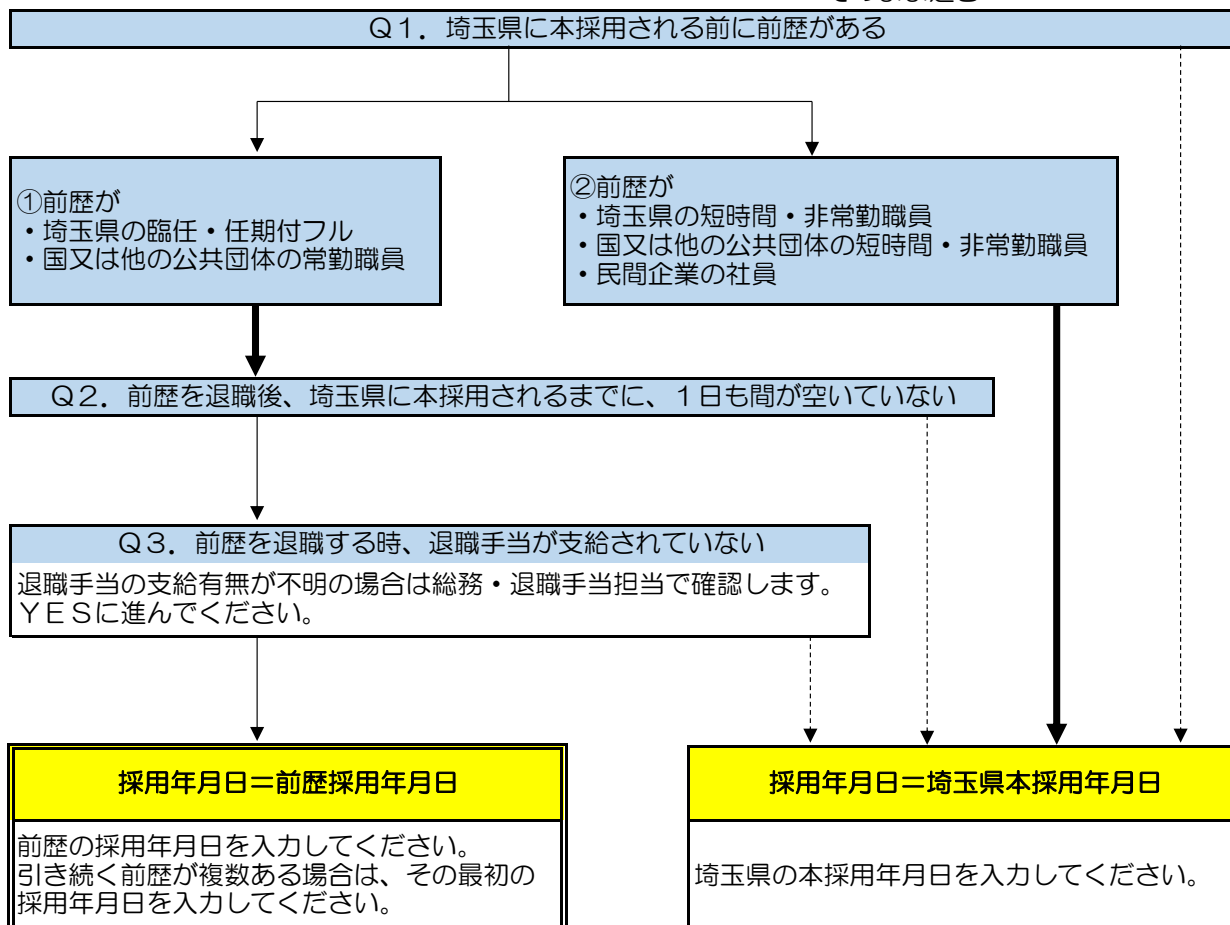 Ｑ１．埼玉県に本採用される前に前歴がある
①前歴が
・埼玉県の臨任・任期付フル
・国又は他の公共団体の常勤職員
②前歴が
・埼玉県の短時間・非常勤職員
・国又は他の公共団体の短時間・非常勤職員
・民間企業の社員
Ｑ２．前歴を退職後、埼玉県に本採用されるまでに、１日も間が空いていない
Ｑ３．前歴を退職する時、退職手当が支給されていない
退職手当の支給有無が不明の場合は総務・退職手当担当で確認します。
ＹＥＳに進んでください。
採用年月日＝前歴採用年月日
前歴の採用年月日を入力してください。
引き続く前歴が複数ある場合は、その最初の
採用年月日を入力してください。
採用年月日＝埼玉県本採用年月日
埼玉県の本採用年月日を入力してください。